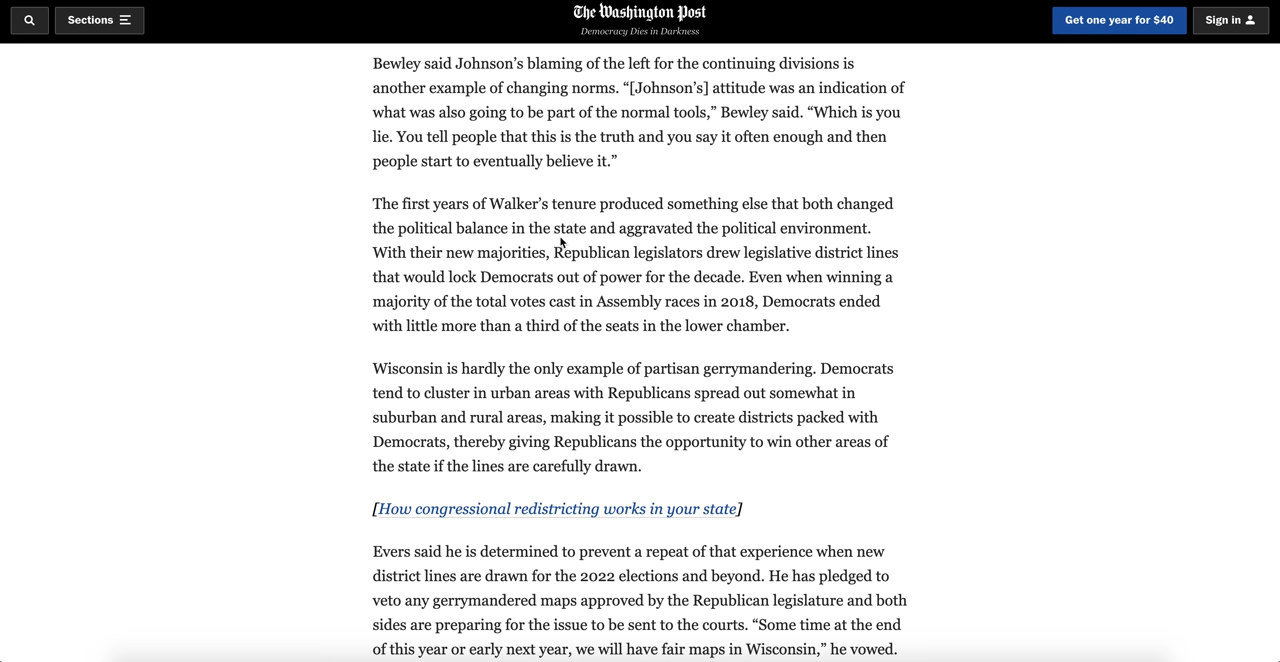 Sections
The Washington Post
Democracy Dies in Darkness
Get one year for $40
Sign in
Bewley said Johnson’s blaming of the left for the continuing divisions is
another example of changing norms. “[Johnson’s] attitude was an indication of
what was also going to be part of the normal tools,” Bewley said. “Which is you
lie. You tell people that this is the truth and you say it often enough and then
people start to eventually believe it.”
The first years of Walker’s tenure produced something else that both changed
the political balance in the state and aggravated the political environment.
With their new majorities, Republican legislators drew legislative district lines
that would lock Democrats out of power for the decade. Even when winning a
majority of the total votes cast in Assembly races in 2018, Democrats ended
with little more than a third of the seats in the lower chamber.
Wisconsin is hardly the only example of partisan gerrymandering. Democrats
tend to cluster in urban areas with Republicans spread out somewhat in
suburban and rural areas, making it possible to create districts packed with
Democrats, thereby giving Republicans the opportunity to win other areas of
the state if the lines are carefully drawn.
[How congressional redistricting works in your state]
Evers said he is determined to prevent a repeat of that experience when new
district lines are drawn for the 2022 elections and beyond. He has pledged to
veto any gerrymandered maps approved by the Republican legislature and both
sides are preparing for the issue to be sent to the courts. “Some time at the end
of this year or early next year, we will have fair maps in Wisconsin,” he vowed.